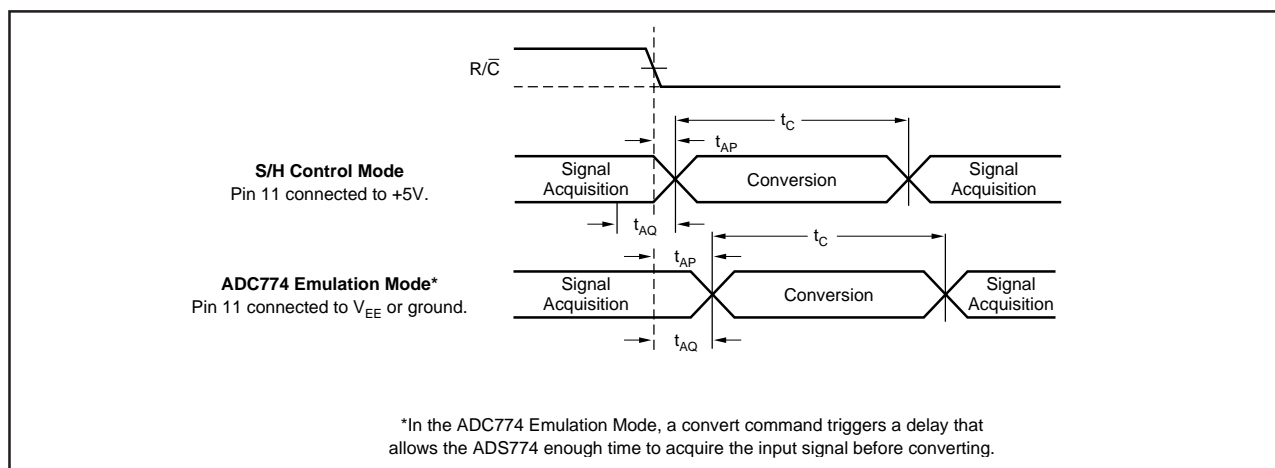 R/C̅
t_C
t_AP
S/H Control Mode
Pin 11 connected to +5V.
Signal
Acquisition
Conversion
Signal
Acquisition
t_AQ
t_C
t_AP
ADC774 Emulation Mode*
Pin 11 connected to V_EE or ground.
Signal
Acquisition
Conversion
Signal
Acquisition
t_AQ
*In the ADC774 Emulation Mode, a convert command triggers a delay that
allows the ADS774 enough time to acquire the input signal before converting.